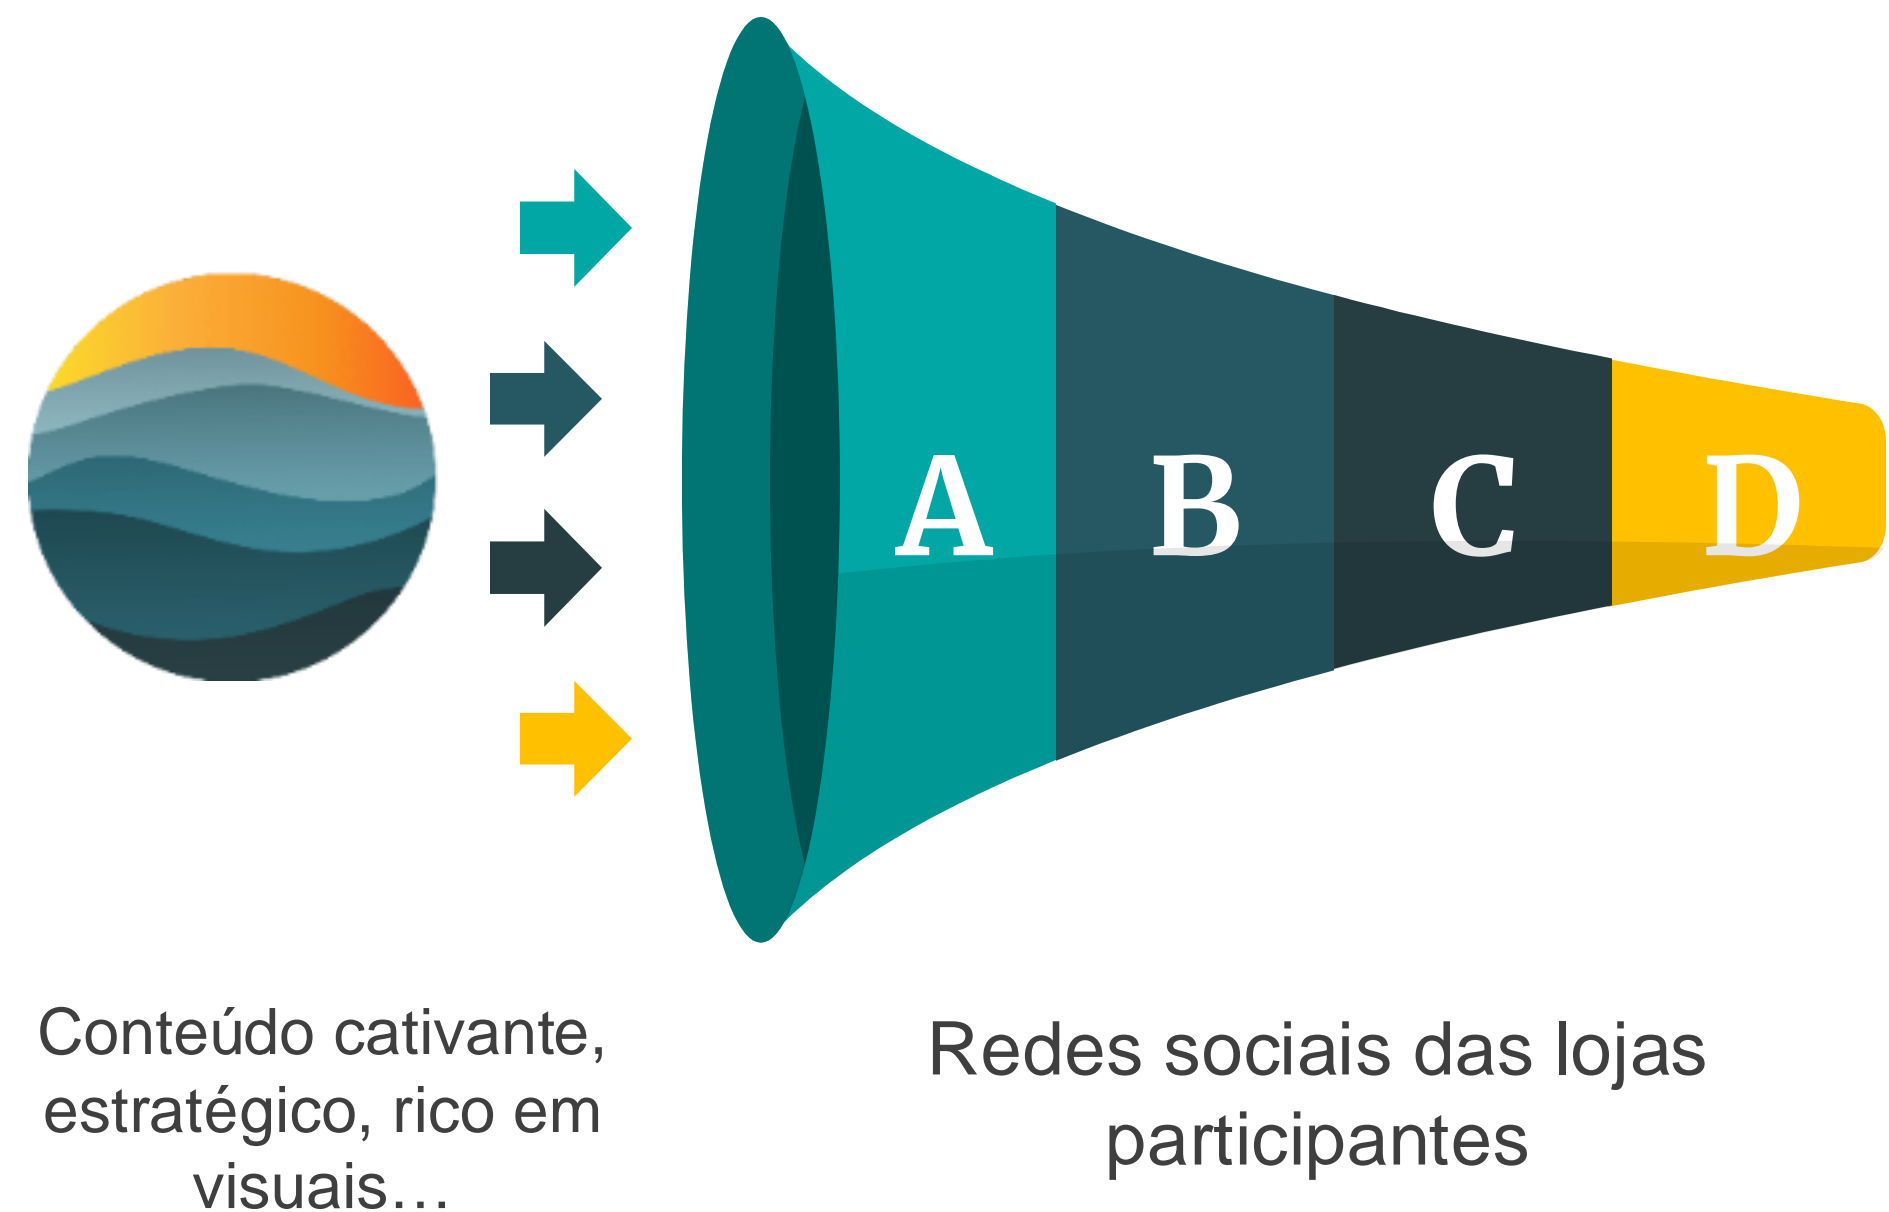 A
B
C
D
Conteúdo cativante,
estratégico, rico em
visuais…
Redes sociais das lojas
participantes